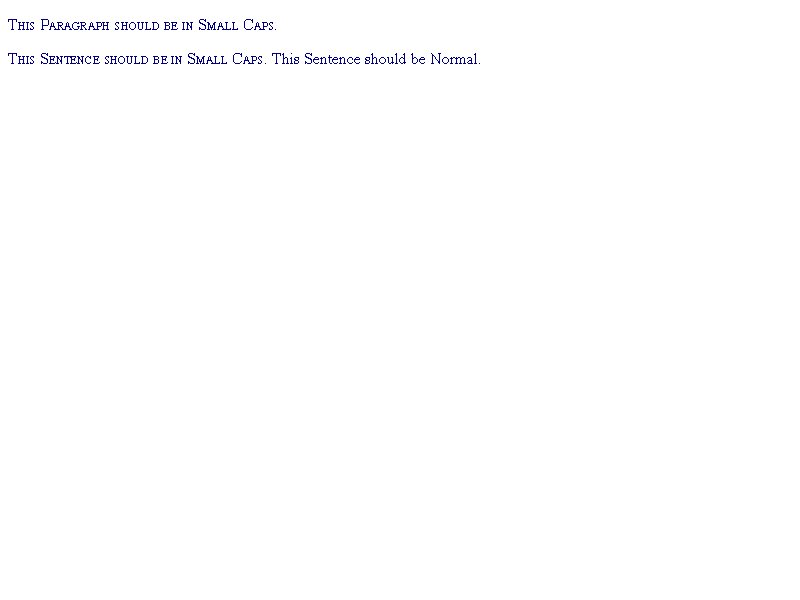 This Paragraph should be in Small Caps.
This Sentence should be in Small Caps. This Sentence should be Normal.